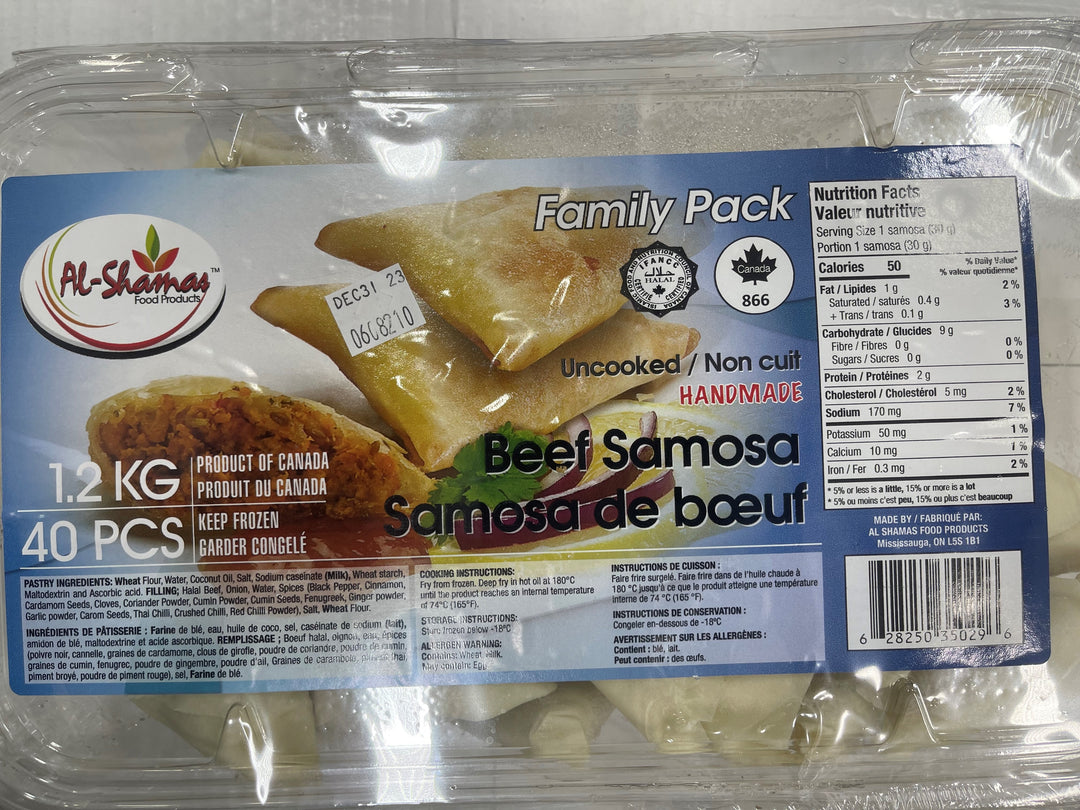 Al-Shamas™
Food Products
DEC31 23
06C8210
Family Pack
FOOD AND NUTRITION COUNCIL OF CANADA
FANCC
حلال
HALAL
CERTIFIÉ
CERTIFIED
Canada
866
Uncooked / Non cuit
HANDMADE
Beef Samosa
Samosa de bœuf
1.2 KG
40 PCS
PRODUCT OF CANADA
PRODUIT DU CANADA
KEEP FROZEN
GARDER CONGELÉ
PASTRY INGREDIENTS: Wheat Flour, Water, Coconut Oil, Salt, Sodium caseinate (Milk), Wheat starch,
Maltodextrin and Ascorbic acid. FILLING; Halal Beef, Onion, Water, Spices (Black Pepper, Cinnamon,
Cardamom Seeds, Cloves, Coriander Powder, Cumin Powder, Cumin Seeds, Fenugreek, Ginger powder,
Garlic powder, Carom Seeds, Thai Chilli, Crushed Chilli, Red Chilli Powder), Salt, Wheat Flour.
INGRÉDIENTS DE PÂTISSERIE : Farine de blé, eau, huile de coco, sel, caséinate de sodium (lait),
amidon de blé, maltodextrine et acide ascorbique. REMPLISSAGE ; Boeuf halal, oignon, eau, épices
(poivre noir, cannelle, graines de cardamome, clous de girofle, poudre de coriandre, poudre de cumin,
graines de cumin, fenugrec, poudre de gingembre, poudre d'ail, Graines de carambole, piment thai,
piment broyé, poudre de piment rouge), sel, Farine de blé.
COOKING INSTRUCTIONS:
Fry from frozen. Deep fry in hot oil at 180°C
until the product reaches an internal temperature
of 74°C (165°F).
STORAGE INSTRUCTIONS:
Store frozen below -18°C
ALLERGEN WARNING:
Contains: Wheat, Milk.
May contain: Egg.
INSTRUCTIONS DE CUISSON :
Faire frire surgelé. Faire frire dans de l'huile chaude à
180 °C jusqu'à ce que le produit atteigne une température
interne de 74 °C (165 °F).
INSTRUCTIONS DE CONSERVATION :
Congeler en-dessous de -18°C
AVERTISSEMENT SUR LES ALLERGÈNES :
Contient : blé, lait.
Peut contenir : des œufs.
Nutrition Facts
Valeur nutritive
Serving Size 1 samosa (30 g)
Portion 1 samosa (30 g)
Calories 50
% Daily Value*
% valeur quotidienne*
Fat / Lipides 1 g 2 %
Saturated / saturés 0.4 g
+ Trans / trans 0.1 g 3 %
Carbohydrate / Glucides 9 g
Fibre / Fibres 0 g 0 %
Sugars / Sucres 0 g 0 %
Protein / Protéines 2 g
Cholesterol / Cholestérol 5 mg 2 %
Sodium 170 mg 7 %
Potassium 50 mg 1 %
Calcium 10 mg 1 %
Iron / Fer 0.3 mg 2 %
* 5% or less is a little, 15% or more is a lot
* 5% ou moins c'est peu, 15% ou plus c'est beaucoup
MADE BY / FABRIQUÉ PAR:
AL SHAMAS FOOD PRODUCTS
Mississauga, ON L5S 1B1
6 28250 35029 6